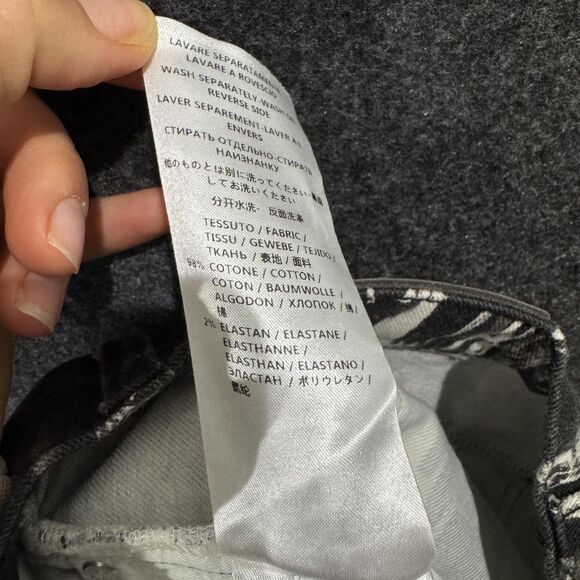 LAVARE SEPARATAMENTE
LAVARE A ROVESCIO
WASH SEPARATELY-WASH ON
REVERSE SIDE
LAVER SEPAREMENT-LAVER A L
ENVERS
СТИРАТЬ ОТДЕЛЬНО-СТИРАТЬ
НАИЗНАНКУ
他のものとは別に洗ってください-裏返
してお洗いください
分开水洗- 反面洗涤
TESSUTO / FABRIC /
TISSU / GEWEBE / TEJIDO /
ТКАНЬ / 表地 / 面料
98% COTONE / COTTON /
COTON / BAUMWOLLE /
ALGODON / ХЛОПОК / 棉 /
棉
2% ELASTAN / ELASTANE /
ELASTHANNE /
ELASTHAN / ELASTANO /
ЭЛАСТАН / ポリウレタン /
氨纶